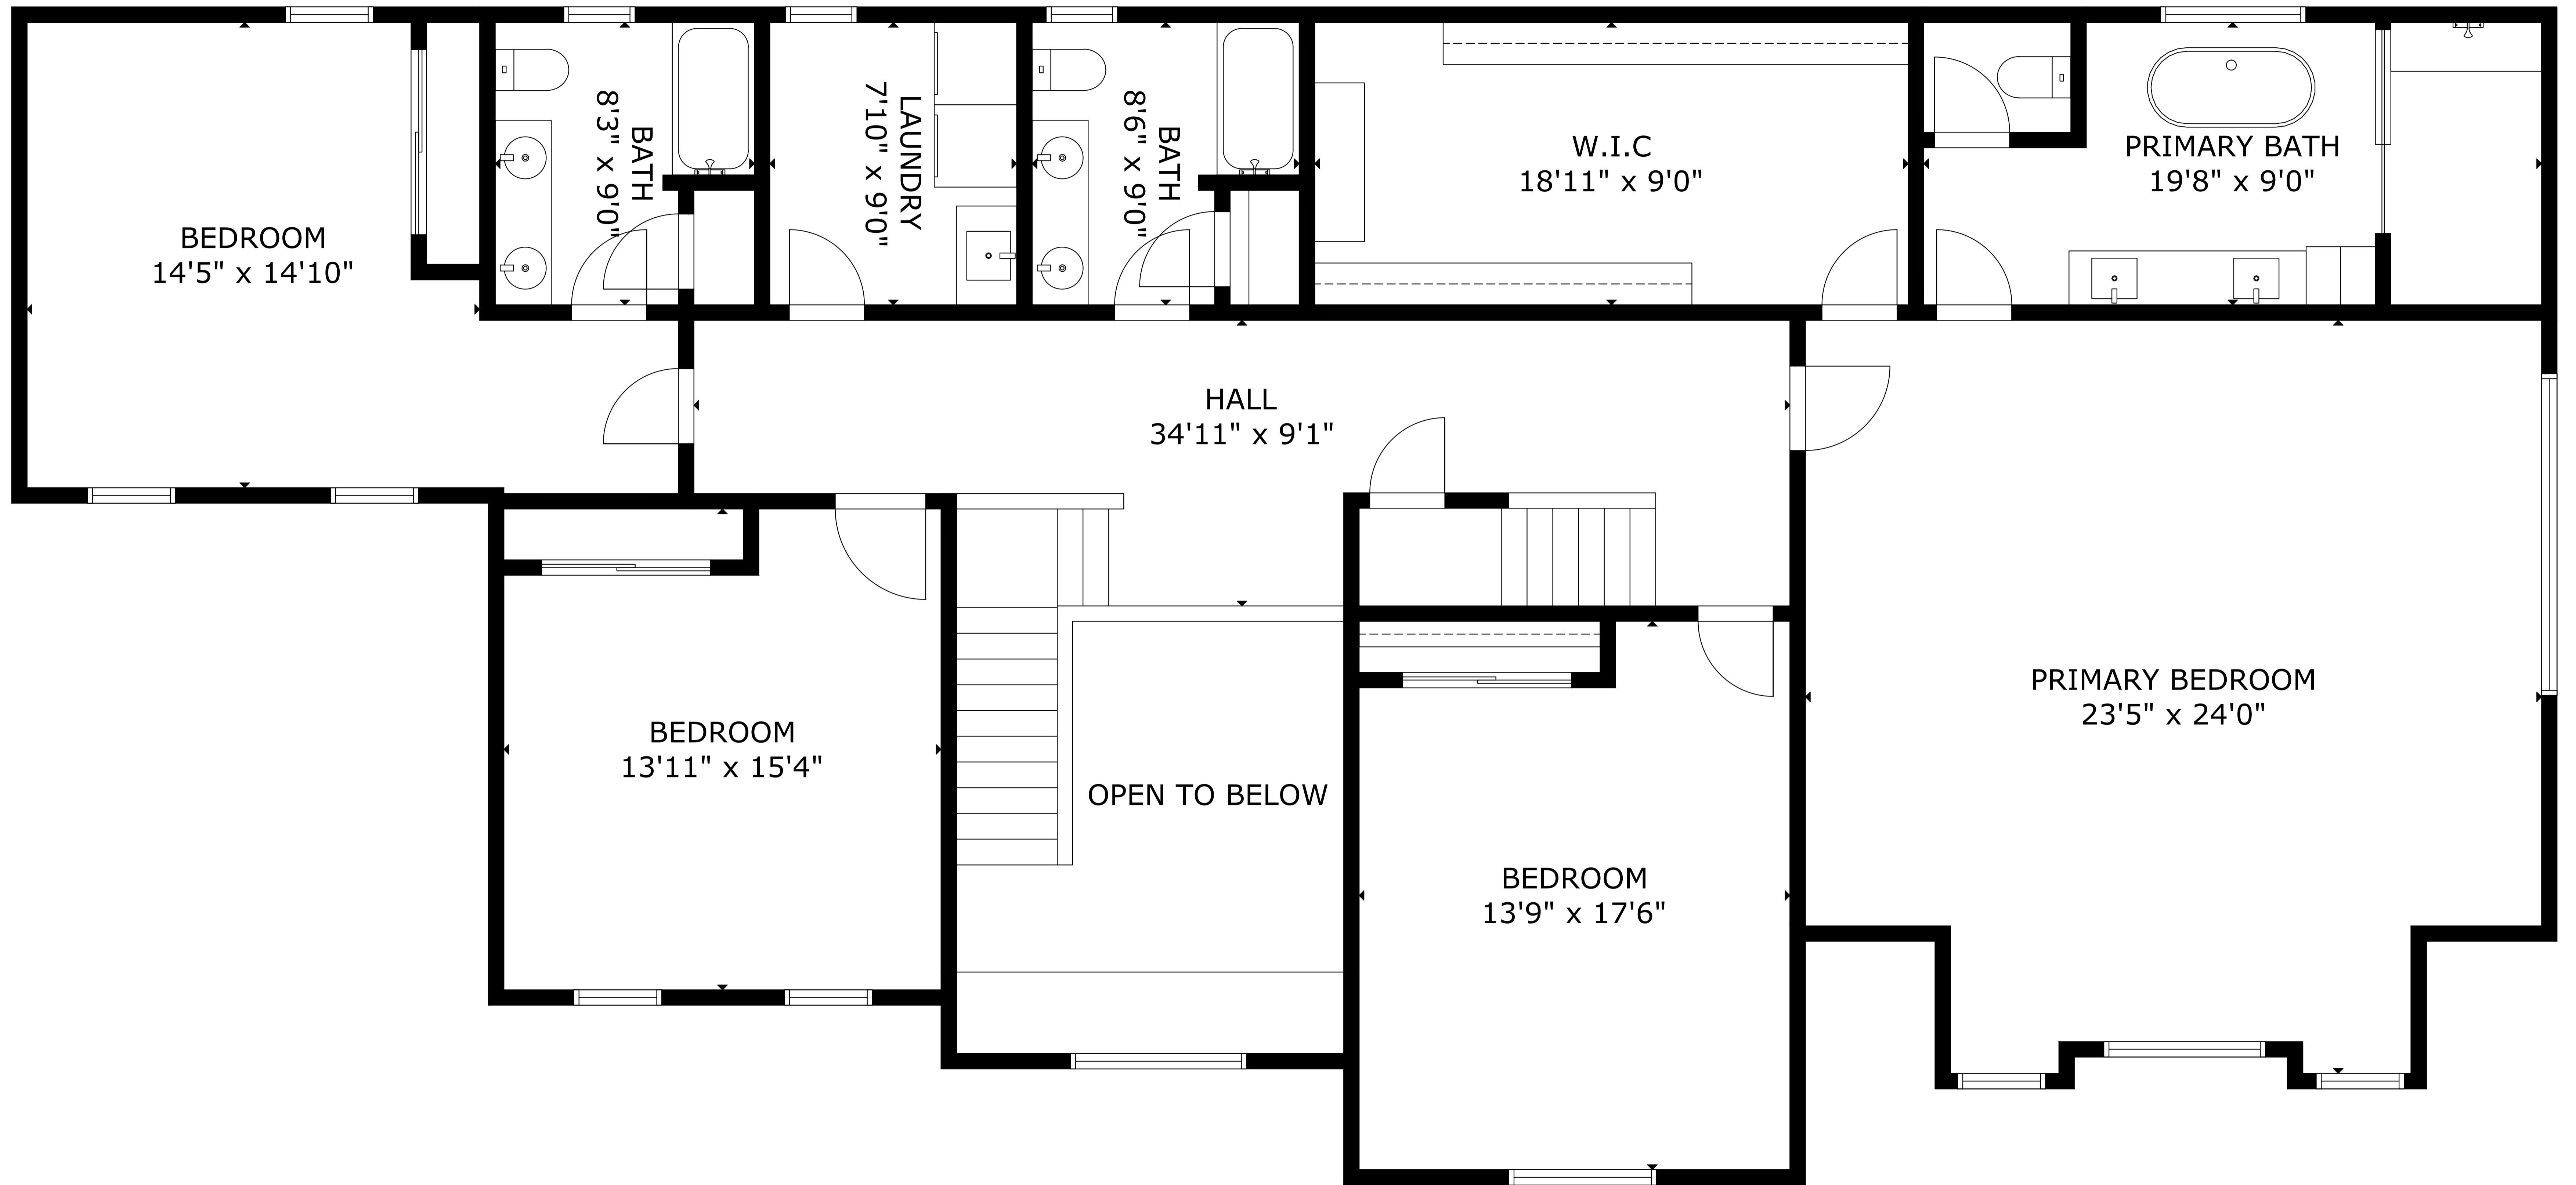 BEDROOM
14'5" x 14'10"
BATH
8'3" x 9'0"
LAUNDRY
7'10" x 9'0"
BATH
8'6" x 9'0"
W.I.C
18'11" x 9'0"
PRIMARY BATH
19'8" x 9'0"
HALL
34'11" x 9'1"
BEDROOM
13'11" x 15'4"
OPEN TO BELOW
BEDROOM
13'9" x 17'6"
PRIMARY BEDROOM
23'5" x 24'0"